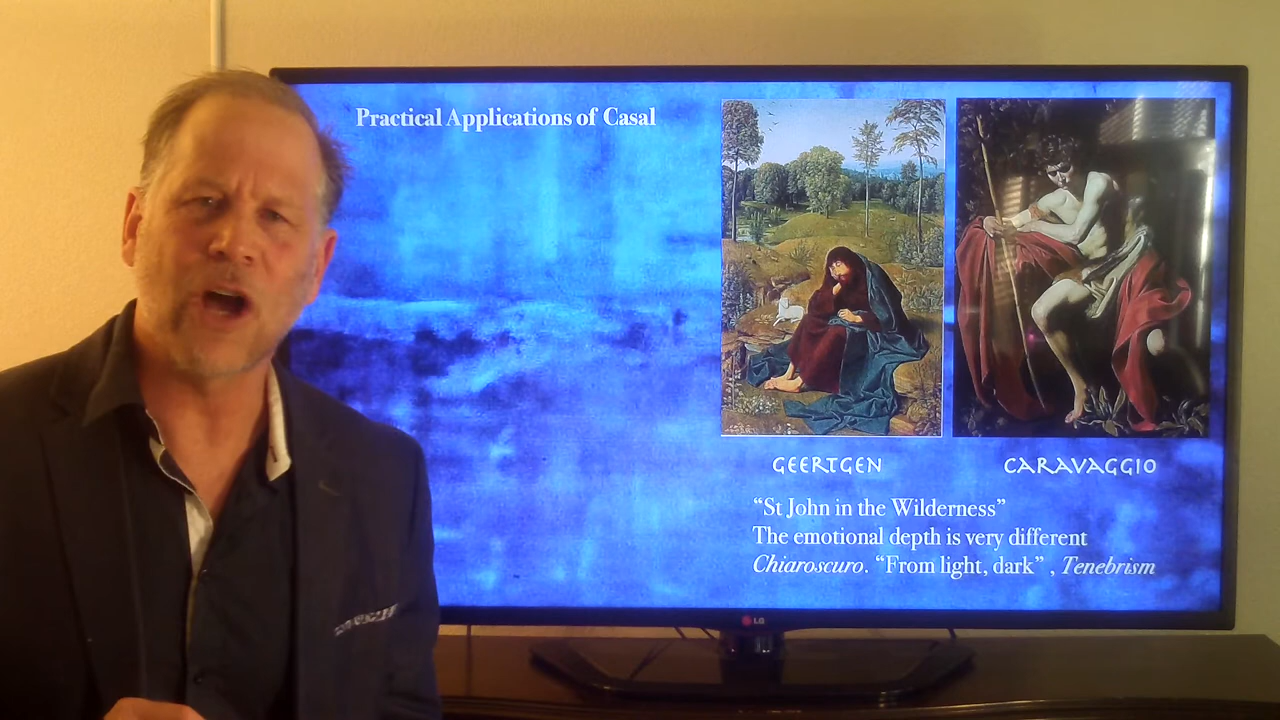 Practical Applications of Casal
GEERTGEN
CARAVAGGIO
“St John in the Wilderness”
The emotional depth is very different
Chiaroscuro. “From light, dark” , Tenebrism
LG